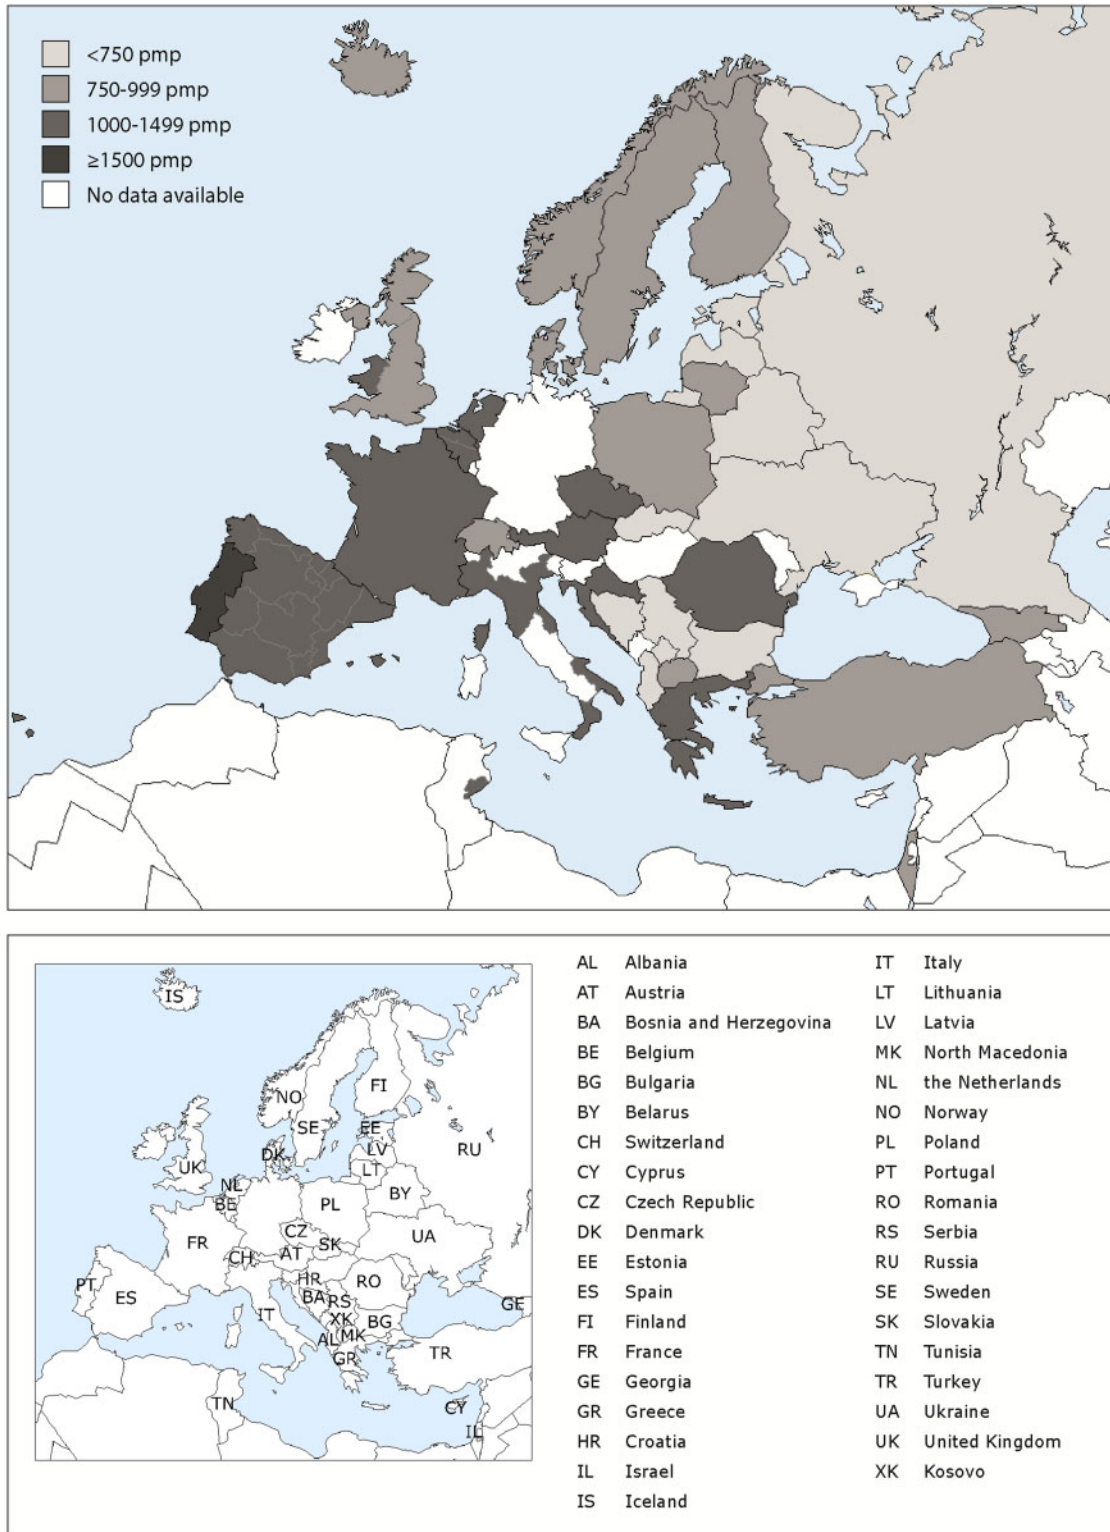 <750 pmp
750-999 pmp
1000-1499 pmp
≥1500 pmp
No data available
IS
NO
SE
FI
EE
LV
LT
RU
DK
UK
NL
BE
PL
BY
CZ
SK
UA
FR
CH
AT
HR
RO
BA
RS
PT
ES
IT
XK
BG
GE
AL
MK
GR
TR
TN
CY
IL
AL Albania
AT Austria
BA Bosnia and Herzegovina
BE Belgium
BG Bulgaria
BY Belarus
CH Switzerland
CY Cyprus
CZ Czech Republic
DK Denmark
EE Estonia
ES Spain
FI Finland
FR France
GE Georgia
GR Greece
HR Croatia
IL Israel
IS Iceland
IT Italy
LT Lithuania
LV Latvia
MK North Macedonia
NL the Netherlands
NO Norway
PL Poland
PT Portugal
RO Romania
RS Serbia
RU Russia
SE Sweden
SK Slovakia
TN Tunisia
TR Turkey
UA Ukraine
UK United Kingdom
XK Kosovo